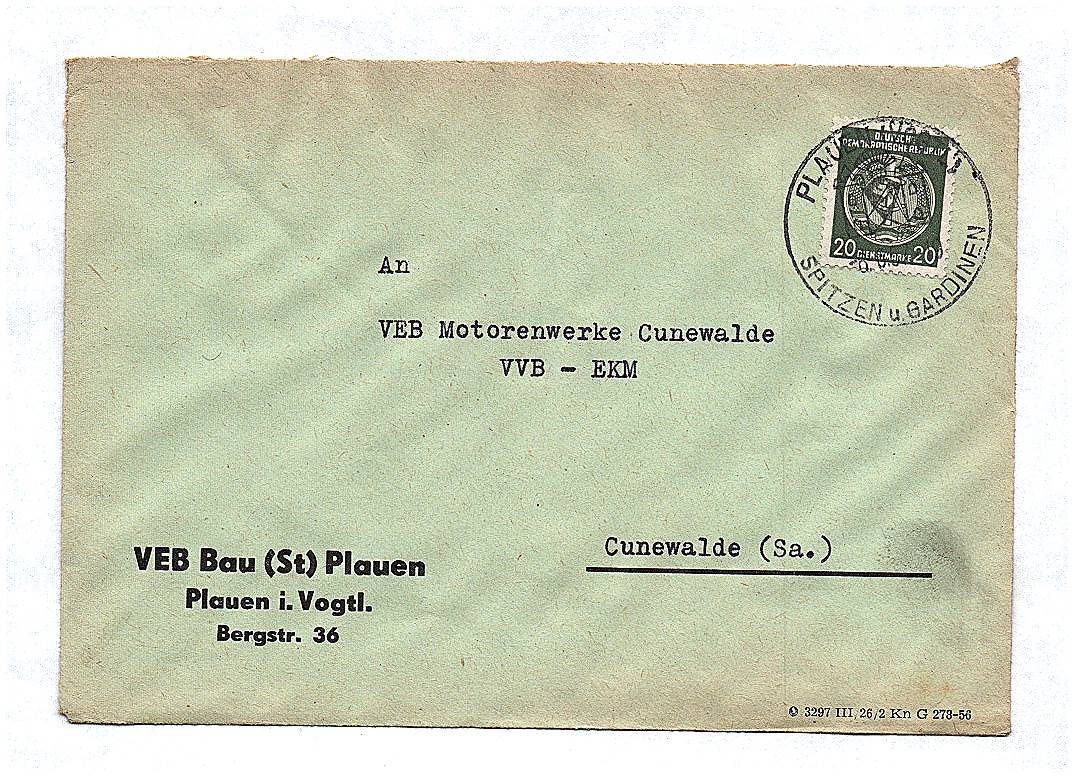 PLAUEN
DEUTSCHE
DEMOKRATISCHE REPUBLIK
20 DIENSTMARKE 20
SPITZEN u. GARDINEN
An
VEB Motorenwerke Cunewalde
VVB - EKM
Cunewalde (Sa.)
VEB Bau (St) Plauen
Plauen i. Vogtl.
Bergstr. 36
3297 III, 26/2 Kn G 273-56